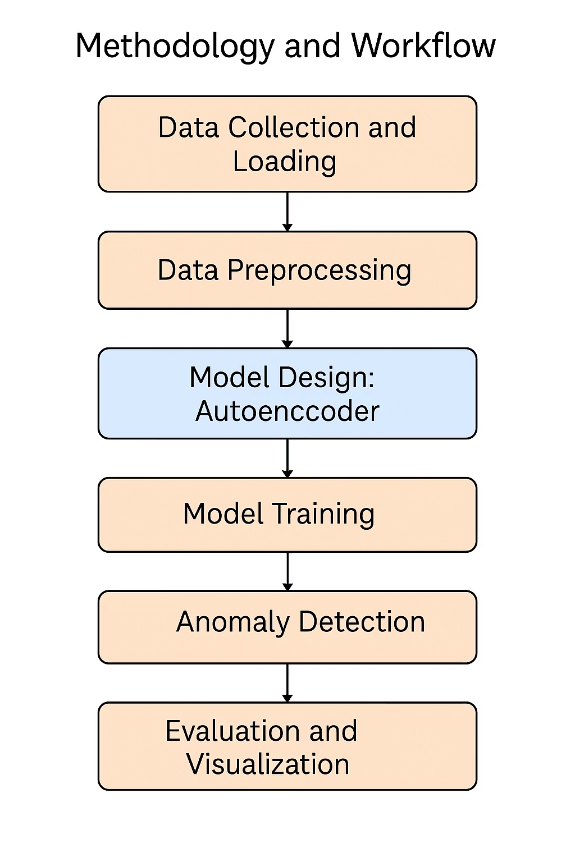 Methodology and Workflow
Data Collection and
Loading
Data Preprocessing
Model Design:
Autoenccoder
Model Training
Anomaly Detection
Evaluation and
Visualization